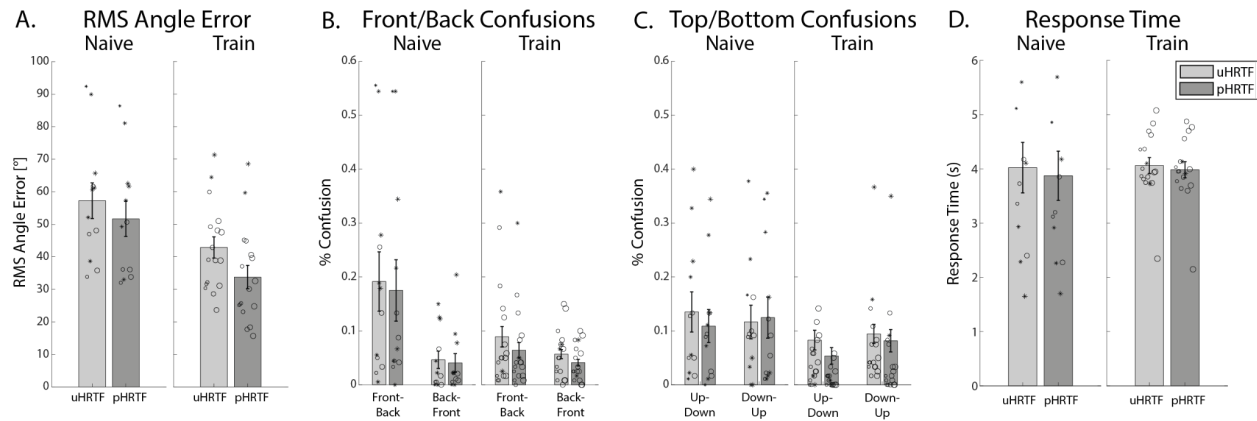 A. RMS Angle Error
Naive Train
RMS Angle Error [°]
100
90
80
70
60
50
40
30
20
10
0
uHRTF pHRTF uHRTF pHRTF
B. Front/Back Confusions
Naive Train
% Confusion
0.6
0.5
0.4
0.3
0.2
0.1
0
Front- Back- Front- Back-
Back Front Back Front
C. Top/Bottom Confusions
Naive Train
% Confusion
0.6
0.5
0.4
0.3
0.2
0.1
0
Up- Down- Up- Down-
Down Up Down Up
D. Response Time
Naive Train
uHRTF
pHRTF
Response Time (s)
6
5
4
3
2
1
0
uHRTF pHRTF uHRTF pHRTF